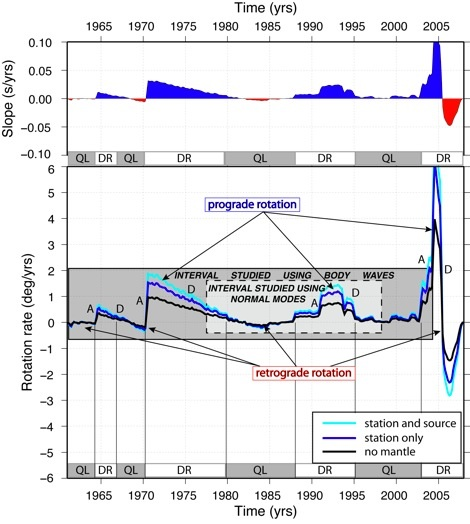 Time (yrs)
1965 1970 1975 1980 1985 1990 1995 2000 2005
Slope (s/yrs)
0.10
0.05
0.00
−0.05
−0.10
QL DR QL DR QL DR QL DR
Rotation rate (deg/yrs)
6
5
4
3
2
1
0
−1
−2
−3
−4
−5
−6
prograde rotation
INTERVAL STUDIED USING BODY WAVES
INTERVAL STUDIED USING
NORMAL MODES
A D A D A D A D
retrograde rotation
station and source
station only
no mantle
QL DR QL DR QL DR QL DR
1965 1970 1975 1980 1985 1990 1995 2000 2005
Time (yrs)